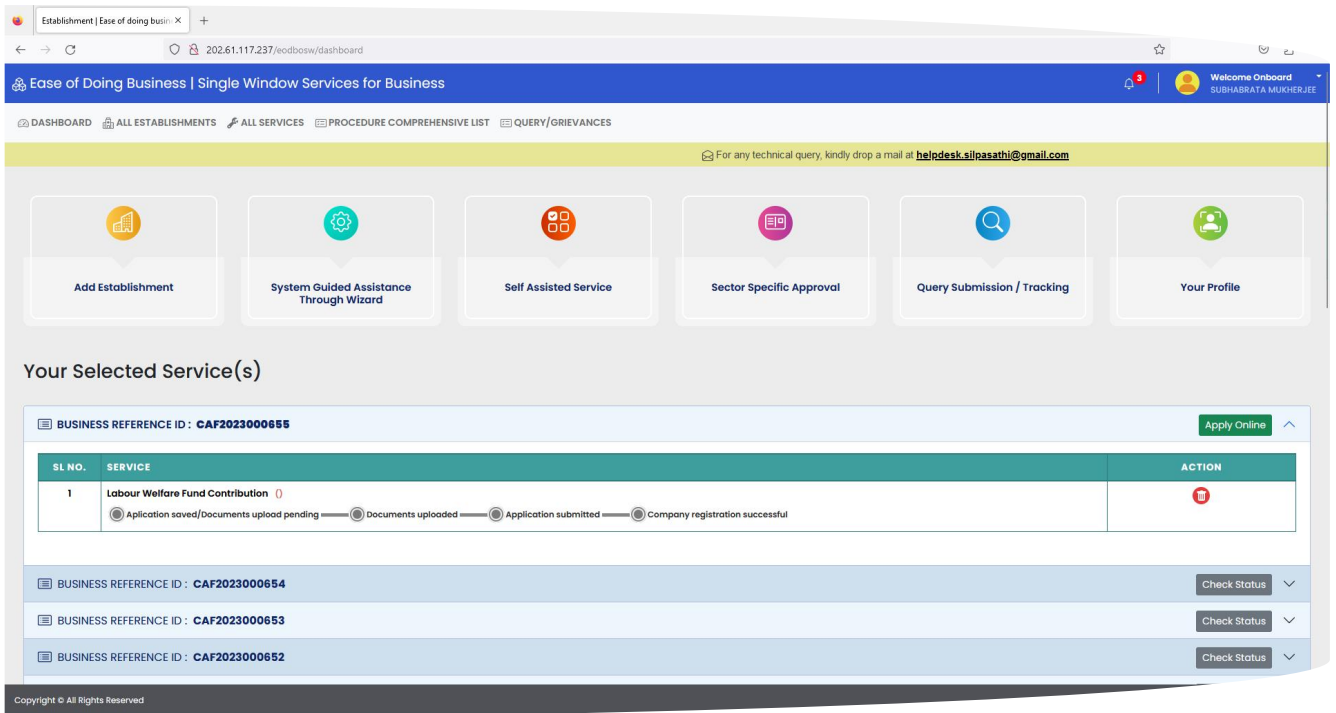 Establishment | Ease of doing busin
202.61.117.237/eodbosw/dashboard
Ease of Doing Business | Single Window Services for Business
3
Welcome Onboard
SUBHABRATA MUKHERJEE
DASHBOARD ALL ESTABLISHMENTS ALL SERVICES PROCEDURE COMPREHENSIVE LIST QUERY/GRIEVANCES
For any technical query, kindly drop a mail at helpdesk.silpasathi@gmail.com
Add Establishment
System Guided Assistance
Through Wizard
Self Assisted Service
Sector Specific Approval
Query Submission / Tracking
Your Profile
Your Selected Service(s)
BUSINESS REFERENCE ID : CAF2023000655 Apply Online
SL NO. SERVICE ACTION
1 Labour Welfare Fund Contribution ()
Aplication saved/Documents upload pending Documents uploaded Application submitted Company registration successful
BUSINESS REFERENCE ID : CAF2023000654 Check Status
BUSINESS REFERENCE ID : CAF2023000653 Check Status
BUSINESS REFERENCE ID : CAF2023000652 Check Status
Copyright © All Rights Reserved